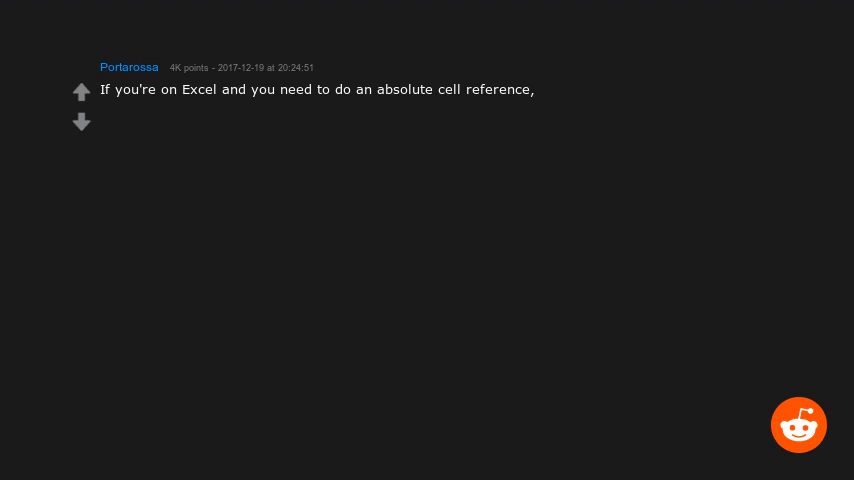 Portarossa 4K points - 2017-12-19 at 20:24:51
If you're on Excel and you need to do an absolute cell reference,